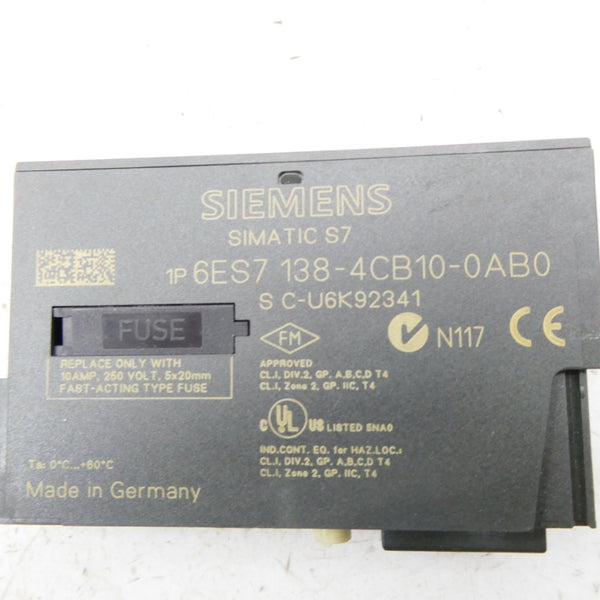 SIEMENS
SIMATIC S7
1P 6ES7 138-4CB10-0AB0
S C-U6K92341
FUSE
REPLACE ONLY WITH
10AMP, 250 VOLT, 5x20mm
FAST-ACTING TYPE FUSE
FM
APPROVED
CL.I, DIV.2, GP. A,B,C,D T4
CL.I, Zone 2, GP. IIC, T4
N117
CE
C UL US LISTED 5NA0
IND.CONT. EQ. for HAZ.LOC.:
CL.I, DIV.2, GP. A,B,C,D T4
CL.I, Zone 2, GP. IIC, T4
Ta: 0°C...+60°C
Made in Germany